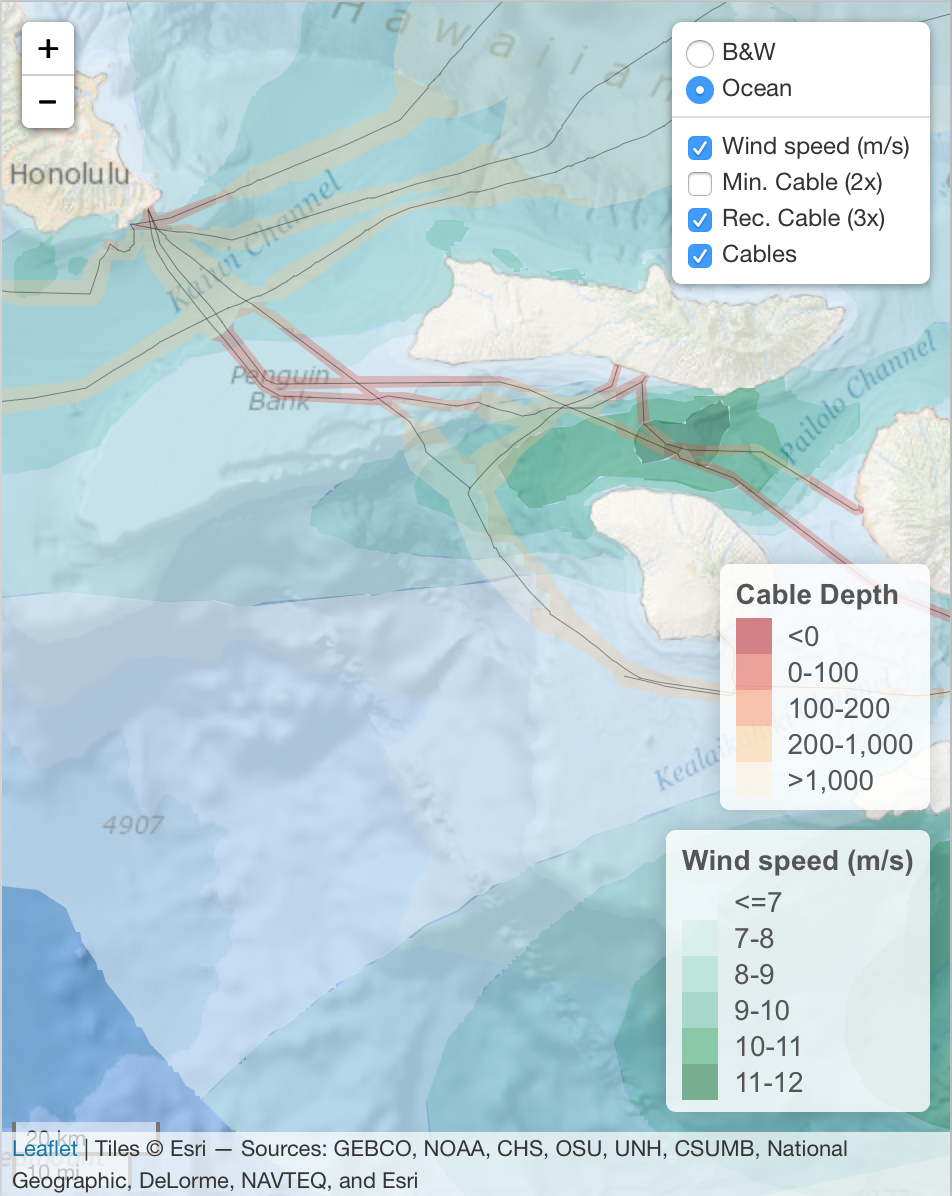 Hawaiian
+
−
B&W
Ocean
Wind speed (m/s)
Min. Cable (2x)
Rec. Cable (3x)
Cables
Honolulu
Kaiwi Channel
Penguin
Bank
Pailolo Channel
Cable Depth
<0
0-100
100-200
200-1,000
>1,000
4907
Wind speed (m/s)
<=7
7-8
8-9
9-10
10-11
11-12
20 km
10 mi
Leaflet | Tiles © Esri — Sources: GEBCO, NOAA, CHS, OSU, UNH, CSUMB, National
Geographic, DeLorme, NAVTEQ, and Esri